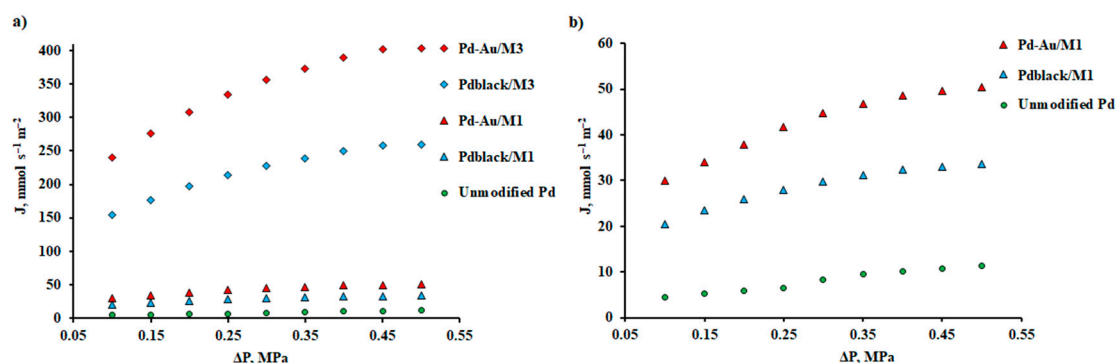 a)
J, mmol s⁻¹ m⁻²
400
350
300
250
200
150
100
50
0
0.05 0.15 0.25 0.35 0.45 0.55
ΔP, MPa
Pd-Au/M3
Pdblack/M3
Pd-Au/M1
Pdblack/M1
Unmodified Pd
b)
J, mmol s⁻¹ m⁻²
60
50
40
30
20
10
0
0.05 0.15 0.25 0.35 0.45 0.55
ΔP, MPa
Pd-Au/M1
Pdblack/M1
Unmodified Pd